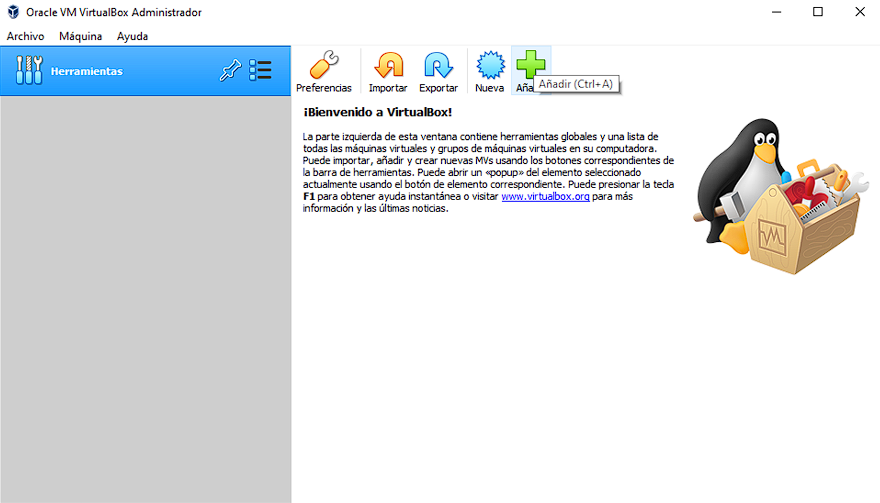 Oracle VM VirtualBox Administrador
Archivo Máquina Ayuda
Herramientas
Preferencias Importar Exportar Nueva Aña
Añadir (Ctrl+A)
¡Bienvenido a VirtualBox!
La parte izquierda de esta ventana contiene herramientas globales y una lista de
todas las máquinas virtuales y grupos de máquinas virtuales en su computadora.
Puede importar, añadir y crear nuevas MVs usando los botones correspondientes de
la barra de herramientas. Puede abrir un «popup» del elemento seleccionado
actualmente usando el botón de elemento correspondiente. Puede presionar la tecla
F1 para obtener ayuda instantánea o visitar www.virtualbox.org para más
información y las últimas noticias.